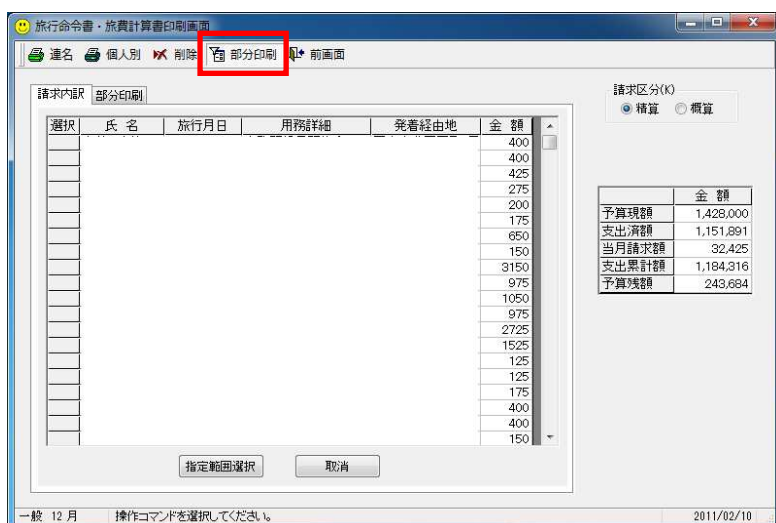 旅行命令書・旅費計算書印刷画面
連名 個人別 削除 部分印刷 前画面
請求内訳 部分印刷
請求区分(K)
精算 概算
選択 氏 名 旅行月日 用務詳細 発着経由地 金 額
400
400
425
275
200
175
650
150
3150
975
1050
975
2725
1525
125
125
175
400
400
150
金 額
予算現額 1,428,000
支出済額 1,151,891
当月請求額 32,425
支出累計額 1,184,316
予算残額 243,684
指定範囲選択 取消
一般 12 月 操作コマンドを選択してください。 2011/02/10